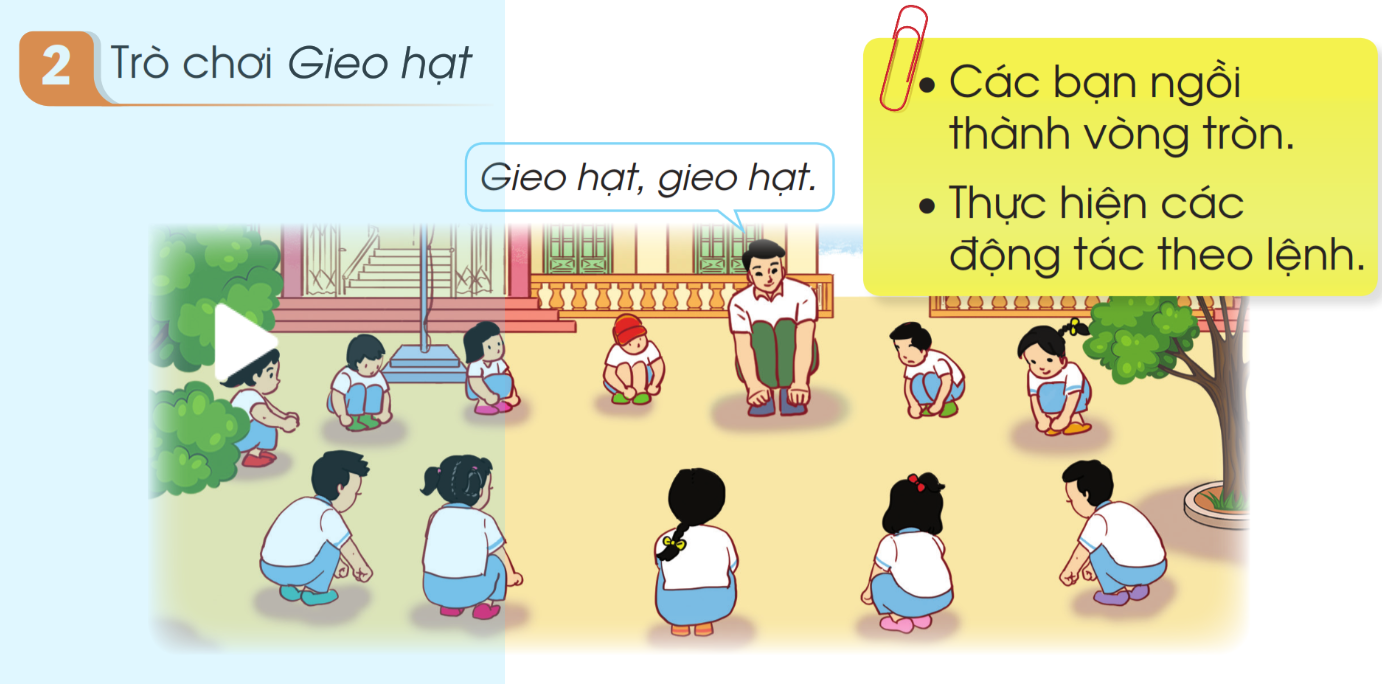 2 Trò chơi Gieo hạt
Gieo hạt, gieo hạt.
• Các bạn ngồi
thành vòng tròn.
• Thực hiện các
động tác theo lệnh.